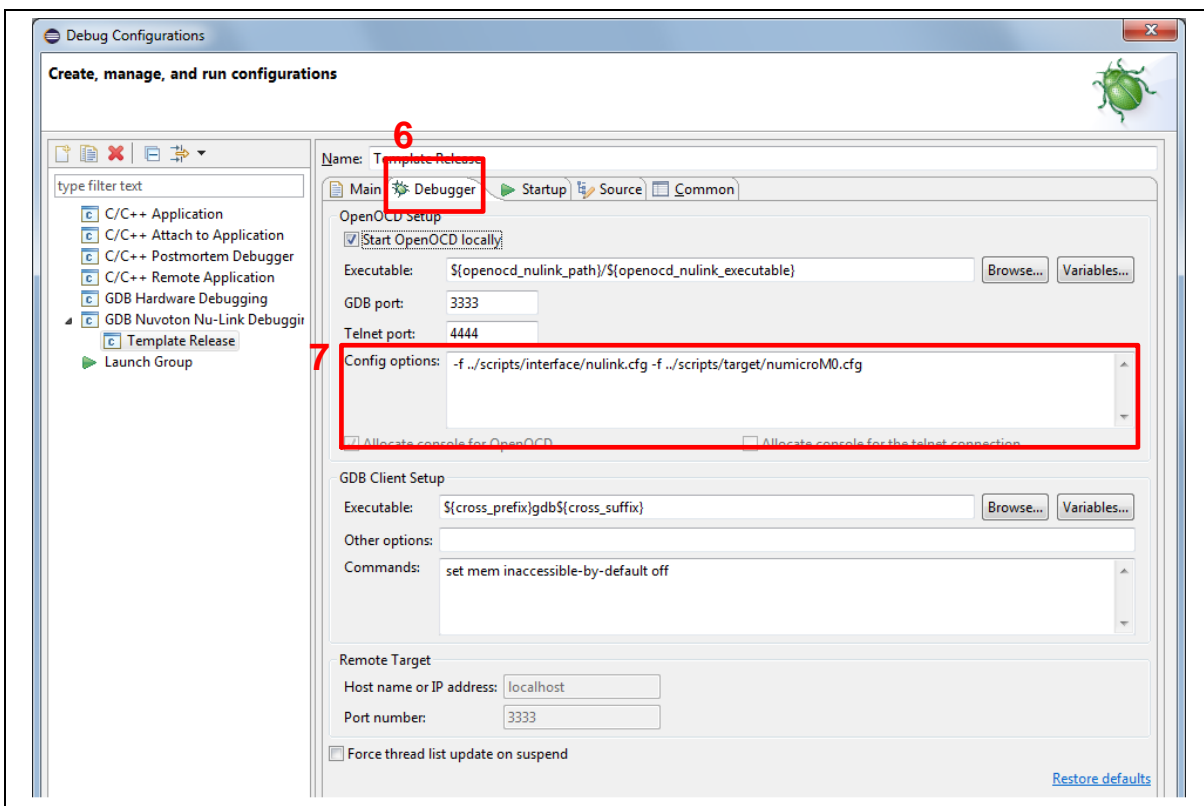 Debug Configurations
Create, manage, and run configurations
6
type filter text
C/C++ Application
C/C++ Attach to Application
C/C++ Postmortem Debugger
C/C++ Remote Application
GDB Hardware Debugging
GDB Nuvoton Nu-Link Debuggin
Template Release
Launch Group
Name: Template Release
Main Debugger Startup Source Common
OpenOCD Setup
Start OpenOCD locally
Executable: ${openocd_nulink_path}/${openocd_nulink_executable} Browse... Variables...
GDB port: 3333
Telnet port: 4444
7
Config options: -f ../scripts/interface/nulink.cfg -f ../scripts/target/numicroM0.cfg
Allocate console for OpenOCD Allocate console for the telnet connection
GDB Client Setup
Executable: ${cross_prefix}gdb${cross_suffix} Browse... Variables...
Other options:
Commands: set mem inaccessible-by-default off
Remote Target
Host name or IP address: localhost
Port number: 3333
Force thread list update on suspend
Restore defaults